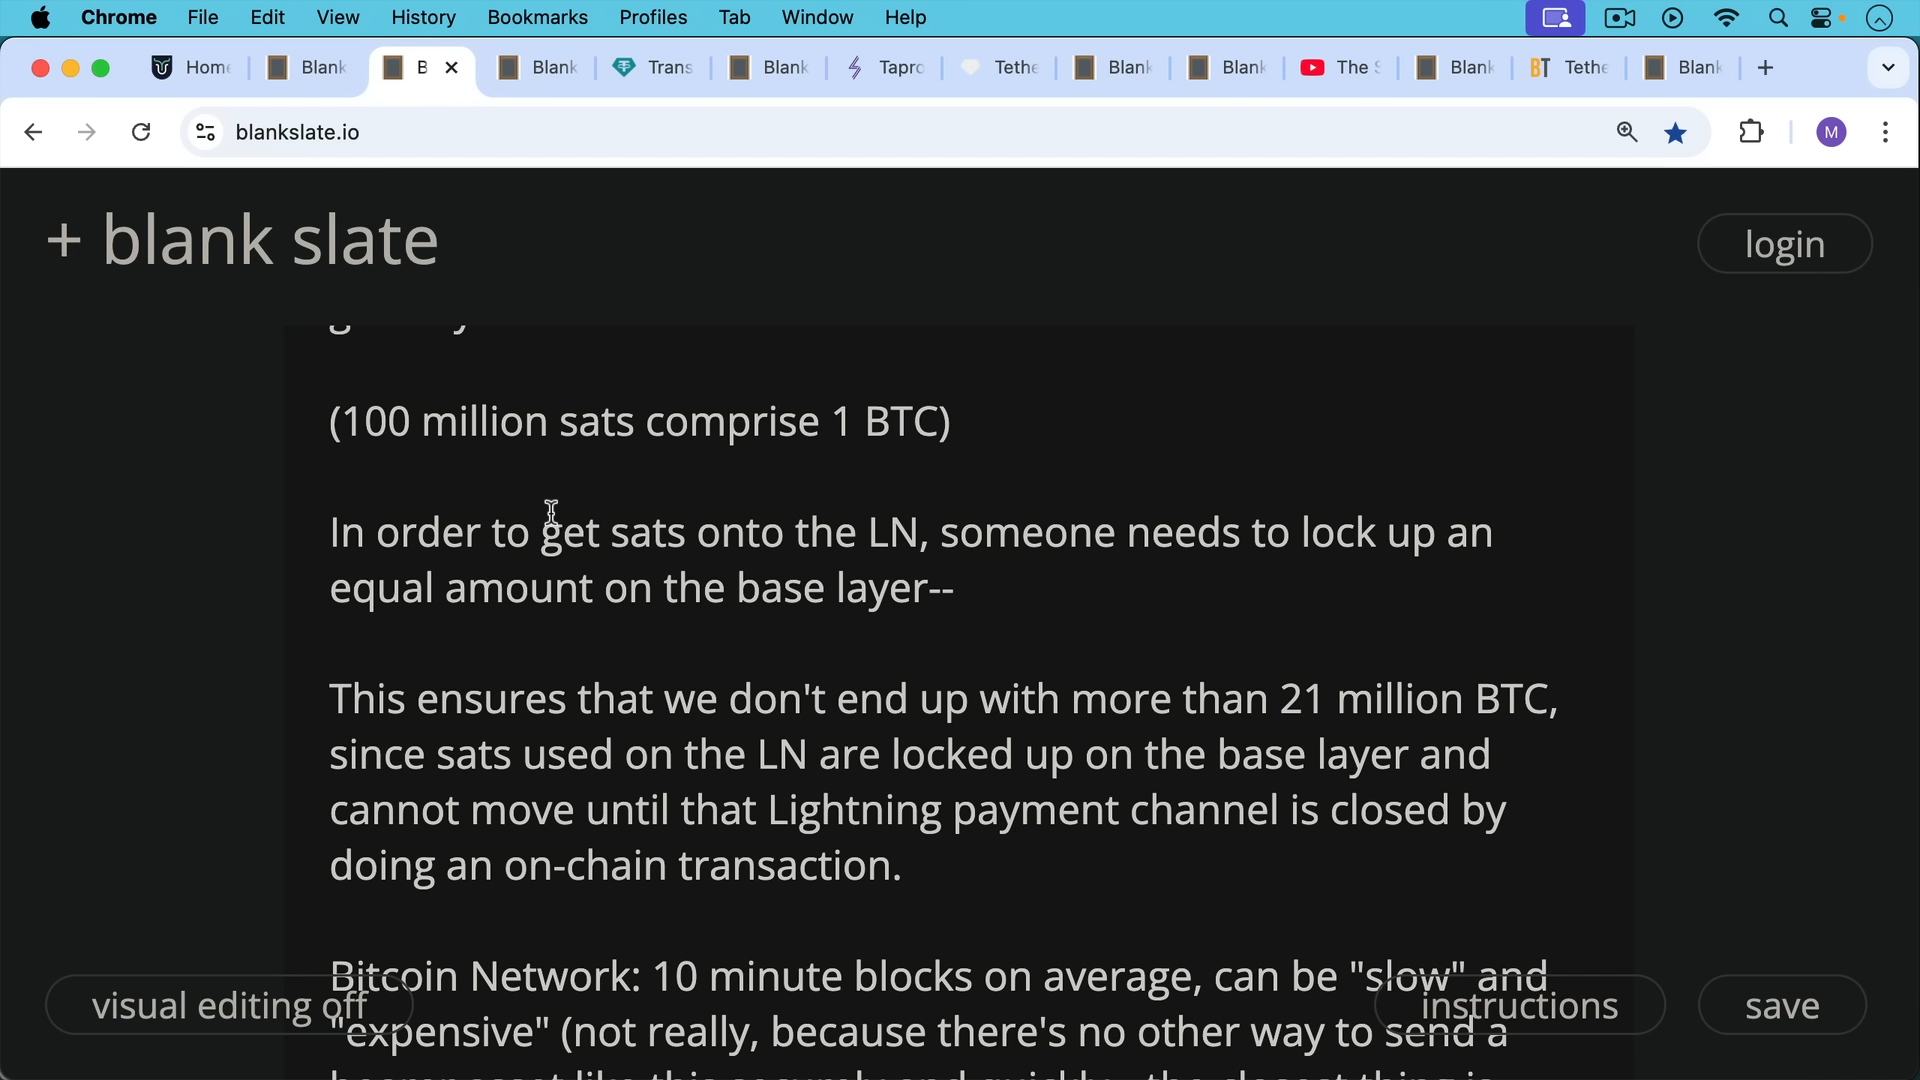 Chrome File Edit View History Bookmarks Profiles Tab Window Help
Home Blank B Blank Trans Blank Tapro Tethe Blank Blank The S Blank BT Tethe Blank
blankslate.io M
+ blank slate login
(100 million sats comprise 1 BTC)
In order to get sats onto the LN, someone needs to lock up an
equal amount on the base layer--
This ensures that we don't end up with more than 21 million BTC,
since sats used on the LN are locked up on the base layer and
cannot move until that Lightning payment channel is closed by
doing an on-chain transaction.
Bitcoin Network: 10 minute blocks on average, can be "slow" and
"expensive" (not really, because there's no other way to send a
visual editing off instructions save